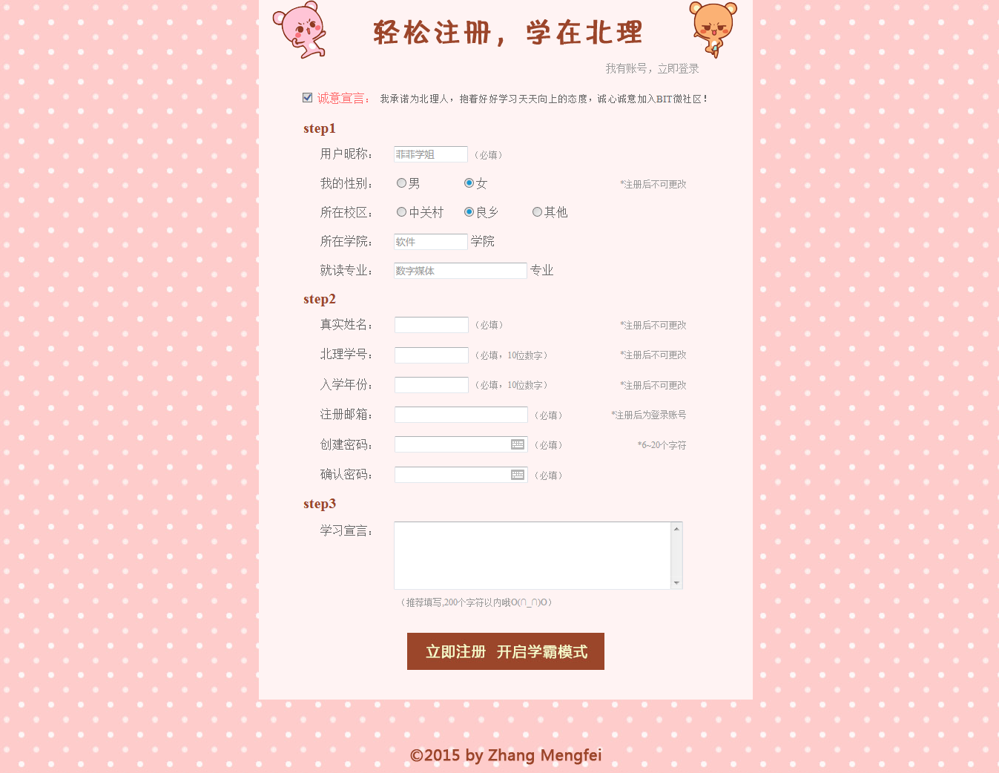 轻松注册，学在北理
我有账号，立即登录
诚意宣言： 我承诺为北理人，抱着好好学习天天向上的态度，诚心诚意加入BIT微社区！
step1
用户昵称： 菲菲学姐 （必填）
我的性别： 男 女 *注册后不可更改
所在校区： 中关村 良乡 其他
所在学院： 软件 学院
就读专业： 数字媒体 专业
step2
真实姓名： （必填） *注册后不可更改
北理学号： （必填，10位数字） *注册后不可更改
入学年份： （必填，10位数字） *注册后不可更改
注册邮箱： （必填） *注册后为登录账号
创建密码： （必填） *6~20个字符
确认密码： （必填）
step3
学习宣言：
（推荐填写,200个字符以内哦O(∩_∩)O）
立即注册 开启学霸模式
©2015 by Zhang Mengfei